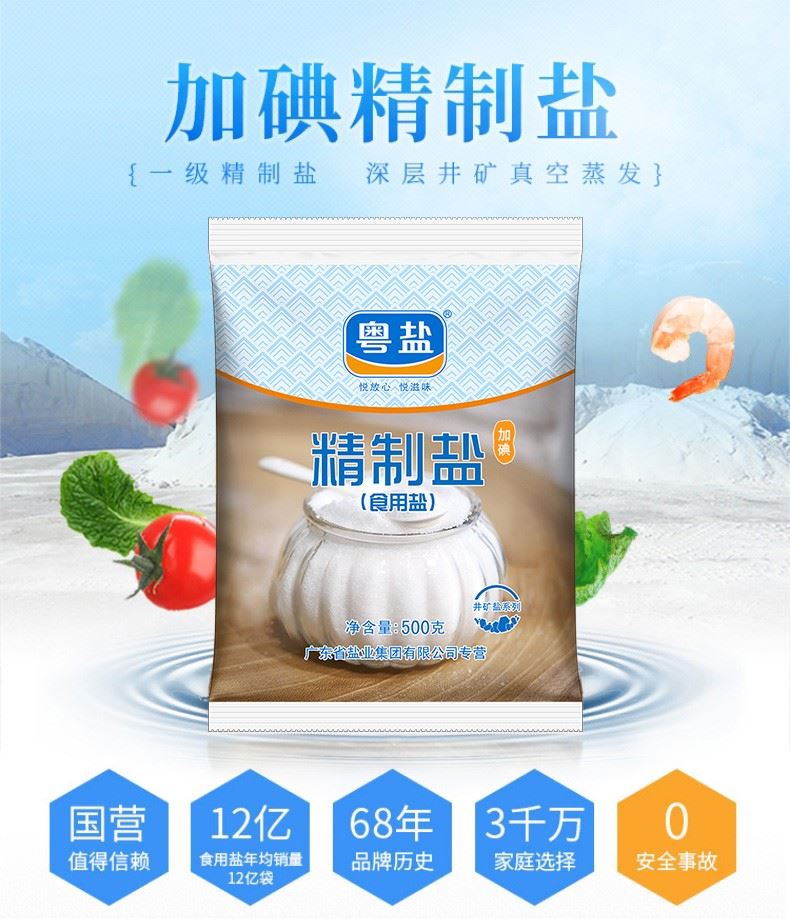 加碘精制盐
{一级精制盐 深层井矿真空蒸发}
粤盐®
悦放心 悦滋味
精制盐
加碘
(食用盐)
井矿盐系列
净含量:500克
广东省盐业集团有限公司专营
国营
值得信赖
12亿
食用盐年均销量
12亿袋
68年
品牌历史
3千万
家庭选择
0
安全事故